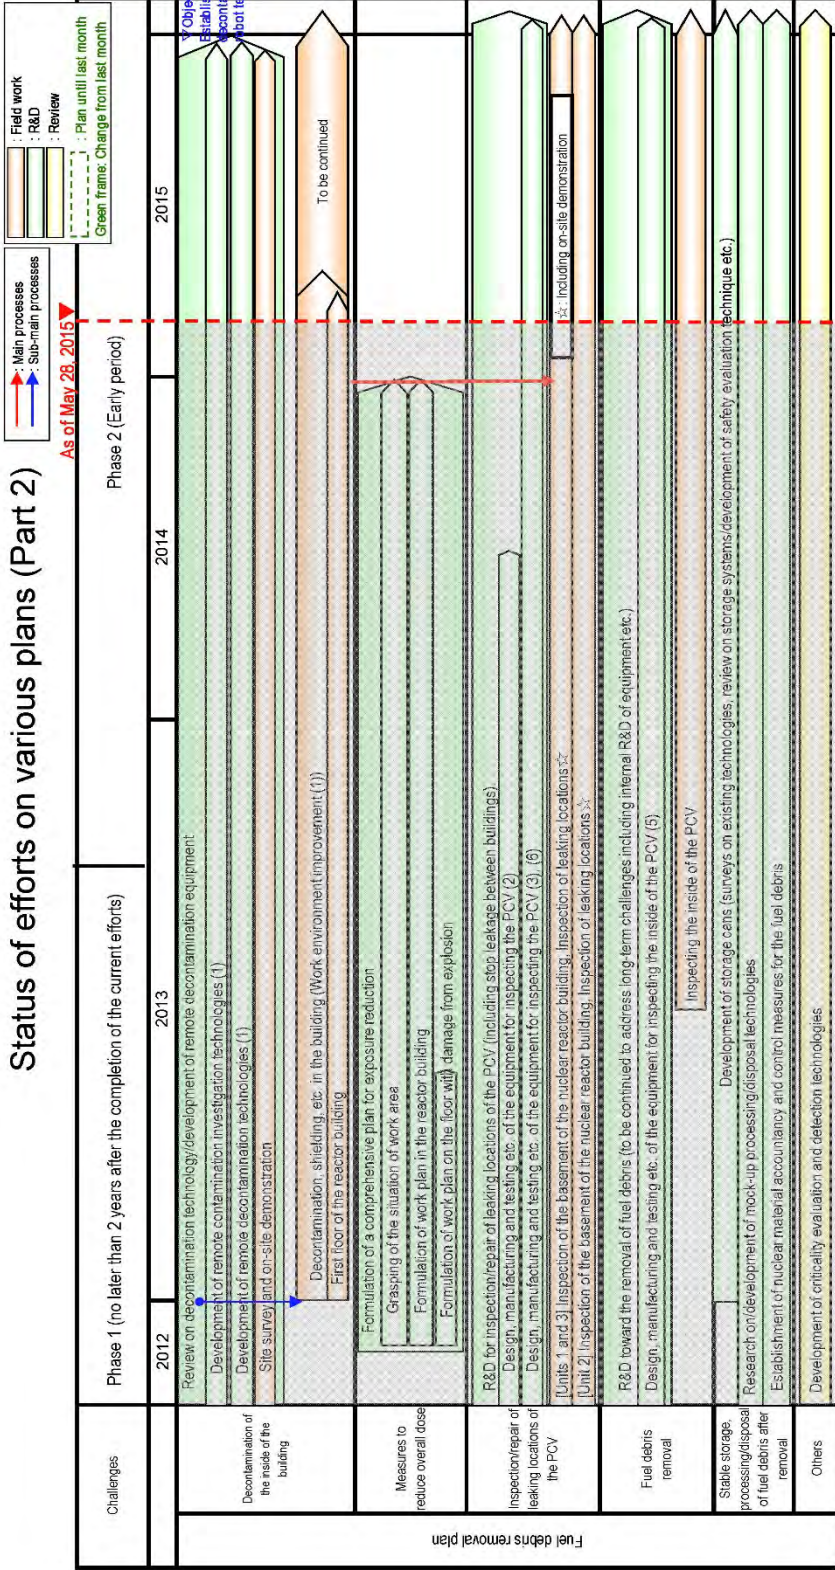 Status of efforts on various plans (Part 2)
: Main processes
: Sub-main processes
: Field work
: R&D
: Review
: Plan until last month
Green frame: Change from last month
As of May 28, 2015
Challenges
Phase 1 (no later than 2 years after the completion of the current efforts)
Phase 2 (Early period)
2012
2013
2014
2015
Fuel debris removal plan
Decontamination of
the inside of the
building
Review on decontamination technology/development of remote decontamination equipment
Development of remote contamination investigation technologies (1)
Development of remote decontamination technologies (1)
Site survey and on-site demonstration
Decontamination, shielding, etc. in the building (Work environment improvement (1))
First floor of the reactor building
To be continued
▽Obje
Establis
decont
robot te
Measures to
reduce overall dose
Formulation of a comprehensive plan for exposure reduction
Grasping of the situation of work area
Formulation of work plan in the reactor building
Formulation of work plan on the floor with damage from explosion
Inspection/repair of
leaking locations of
the PCV
R&D for inspection/repair of leaking locations of the PCV (including stop leakage between buildings).
Design, manufacturing and testing etc. of the equipment for inspecting the PCV (2)
Design, manufacturing and testing etc. of the equipment for inspecting the PCV (3), (6)
[Units 1 and 3] Inspection of the basement of the nuclear reactor building, Inspection of leaking locations ☆
[Unit 2] Inspection of the basement of the nuclear reactor building, Inspection of leaking locations ☆
☆: Including on-site demonstration
Fuel debris
removal
R&D toward the removal of fuel debris (to be continued to address long-term challenges including internal R&D of equipment etc.)
Design, manufacturing and testing etc. of the equipment for inspecting the inside of the PCV (5)
Inspecting the inside of the PCV
Stable storage,
processing/disposal
of fuel debris after
removal
Development of storage cans (surveys on existing technologies, review on storage systems/development of safety evaluation technique etc.)
Research on/development of mock-up processing/disposal technologies
Establishment of nuclear material accountancy and control measures for the fuel debris
Others
Development of criticality evaluation and detection technologies